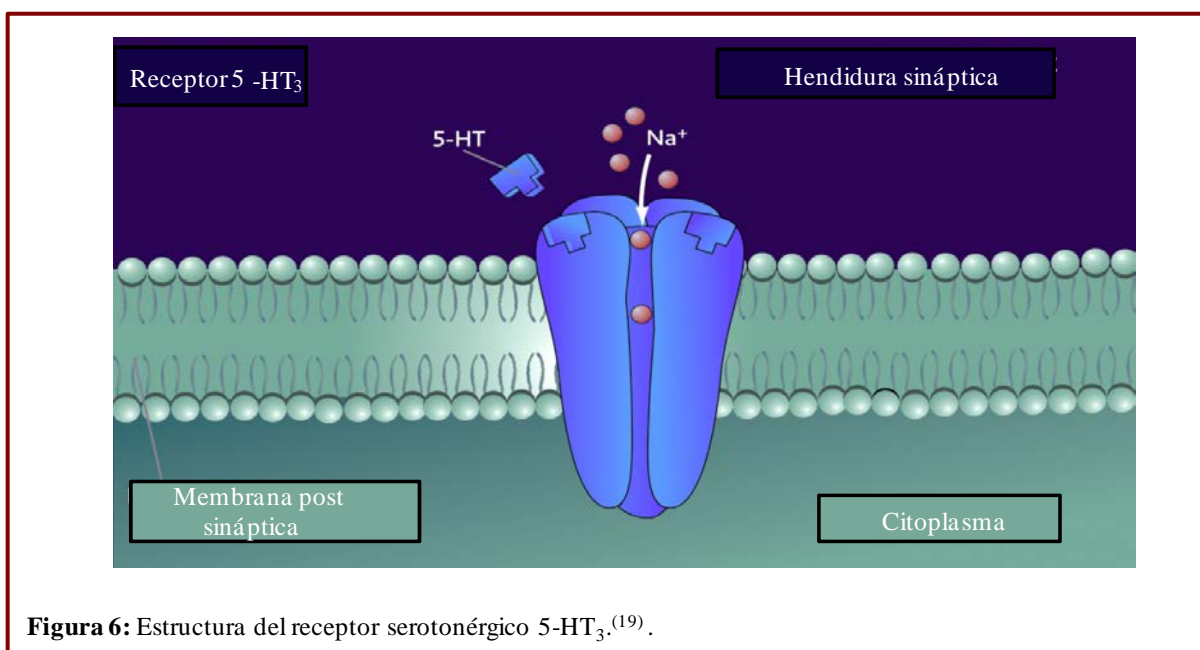 Receptor 5 -HT₃
Hendidura sináptica
5-HT
Na⁺
Membrana post
sináptica
Citoplasma
Figura 6: Estructura del receptor serotonérgico 5-HT₃.⁽¹⁹⁾.